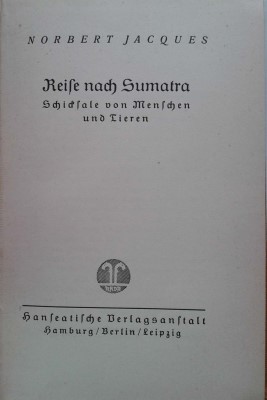 NORBERT JACQUES
Reiſe nach Sumatra
Schickſale von Menſchen
und Tieren
Hanſeatiſche Verlagsanſtalt
Hamburg/Berlin/Leipzig